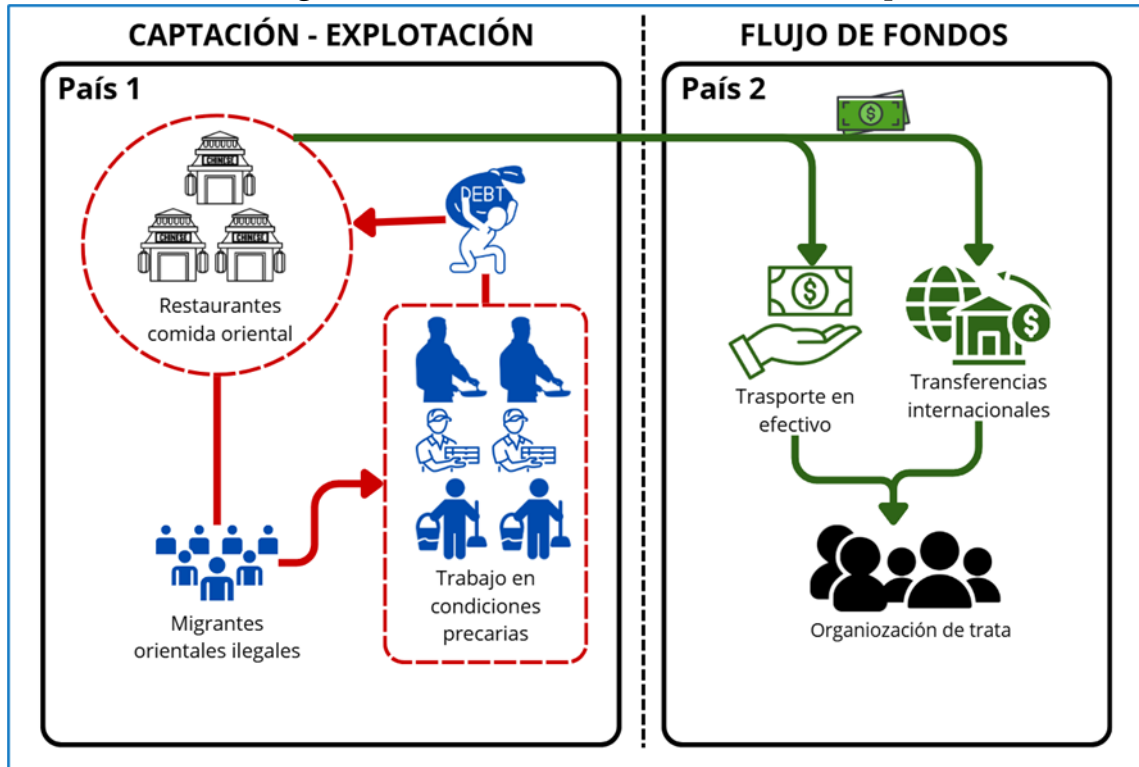 CAPTACIÓN - EXPLOTACIÓN
FLUJO DE FONDOS
País 1
CHINESE
CHINESE
CHINESE
Restaurantes
comida oriental
DEBT
Trabajo en
condiciones
precarias
Migrantes
orientales ilegales
País 2
$
$
$
Trasporte en
efectivo
Transferencias
internacionales
Organiozación de trata